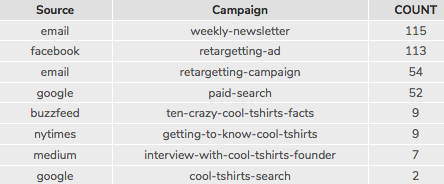 Source Campaign COUNT
email weekly-newsletter 115
facebook retargetting-ad 113
email retargetting-campaign 54
google paid-search 52
buzzfeed ten-crazy-cool-tshirts-facts 9
nytimes getting-to-know-cool-tshirts 9
medium interview-with-cool-tshirts-founder 7
google cool-tshirts-search 2